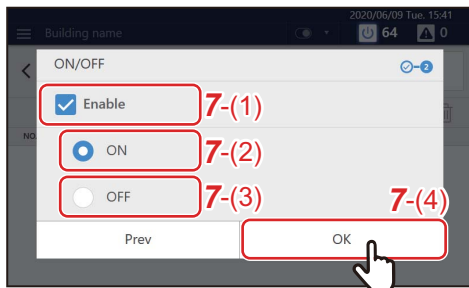 2020/06/09 Tue. 15:41
Building name
64
0
ON/OFF
2
Enable
7-(1)
NO.
ON
7-(2)
OFF
7-(3)
7-(4)
Prev
OK